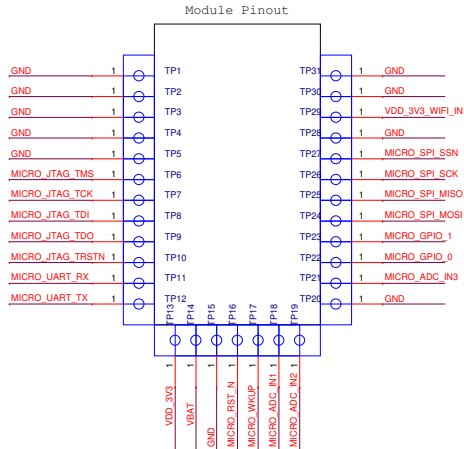 Module Pinout
GND 1 TP1 TP31 1 GND
GND 1 TP2 TP30 1 GND
GND 1 TP3 TP29 1 VDD_3V3_WIFI_IN
GND 1 TP4 TP28 1 GND
GND 1 TP5 TP27 1 MICRO_SPI_SSN
MICRO_JTAG_TMS 1 TP6 TP26 1 MICRO_SPI_SCK
MICRO_JTAG_TCK 1 TP7 TP25 1 MICRO_SPI_MISO
MICRO_JTAG_TDI 1 TP8 TP24 1 MICRO_SPI_MOSI
MICRO_JTAG_TDO 1 TP9 TP23 1 MICRO_GPIO_1
MICRO_JTAG_TRSTN 1 TP10 TP22 1 MICRO_GPIO_0
MICRO_UART_RX 1 TP11 TP21 1 MICRO_ADC_IN3
MICRO_UART_TX 1 TP12 TP20 1 GND
TP13 1 VDD_3V3
TP14 1 VBAT
TP15 1 GND
TP16 1 MICRO_RST_N
TP17 1 MICRO_WKUP
TP18 1 MICRO_ADC_IN1
TP19 1 MICRO_ADC_IN2